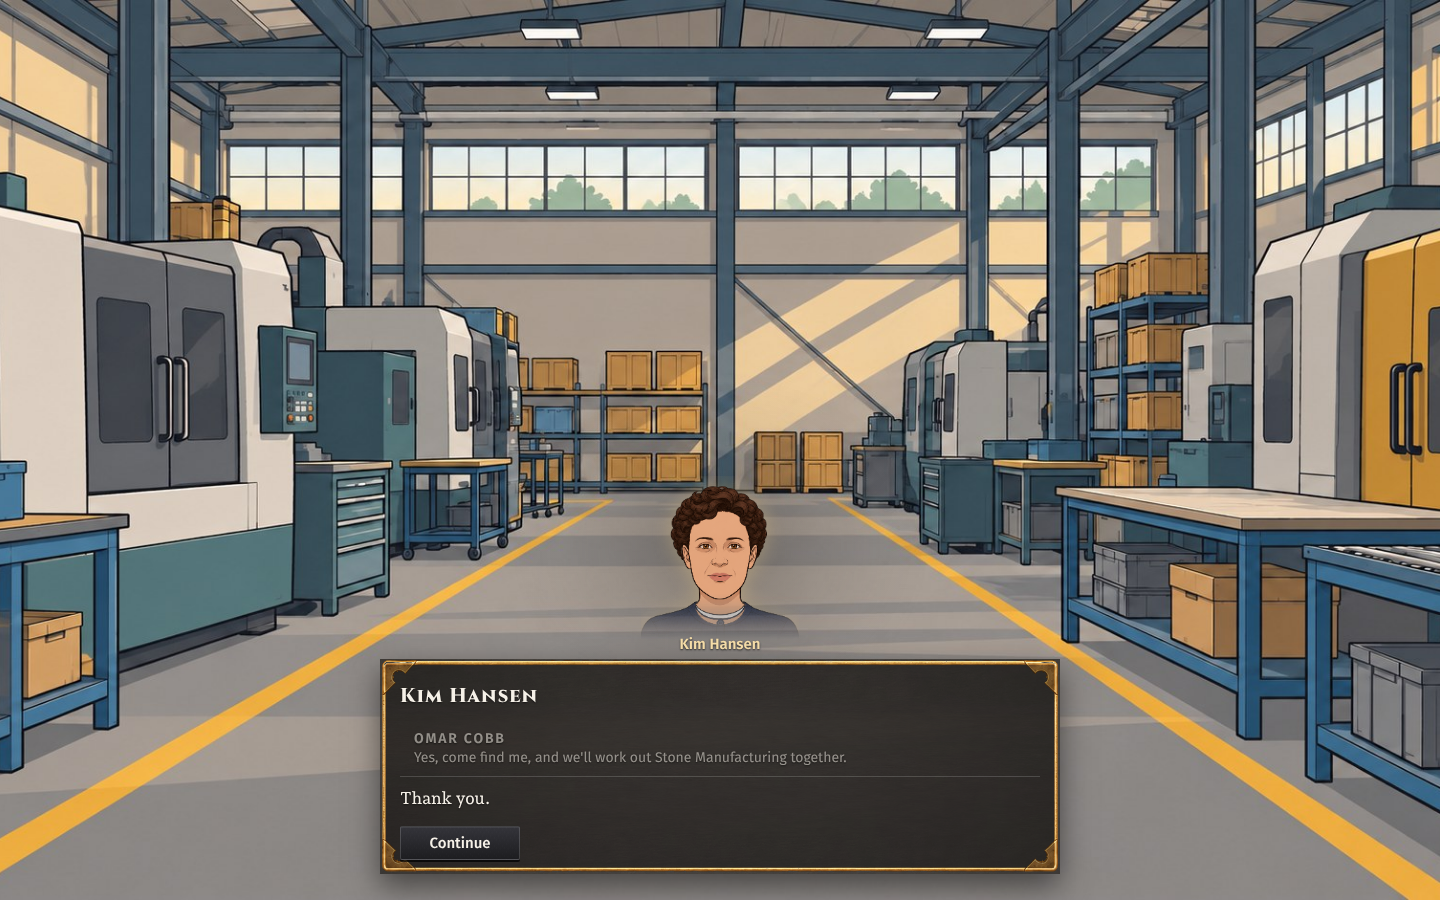 Kim Hansen
Kim Hansen
OMAR COBB
Yes, come find me, and we'll work out Stone Manufacturing together.
Thank you.
Continue